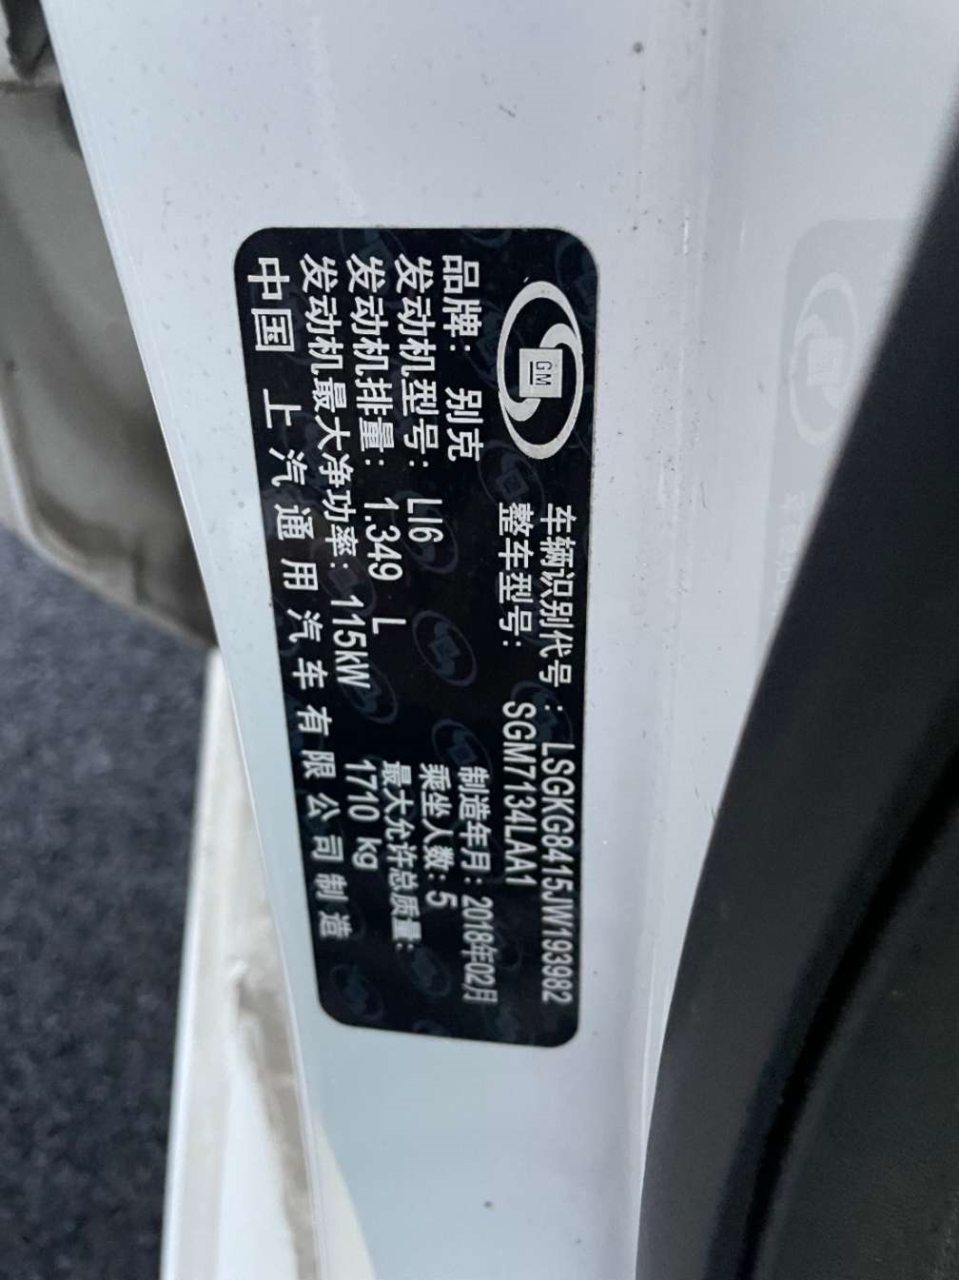 GM
车辆识别代号：LSGKG8415JW193982
整车型号：SGM7134LAA1
品牌：别克
制造年月：2018年02月
发动机型号：LI6
乘坐人数：5
发动机排量：1.349 L
最大允许总质量：
发动机最大净功率：115kW
1710 kg
中国 上汽通用汽车有限公司制造